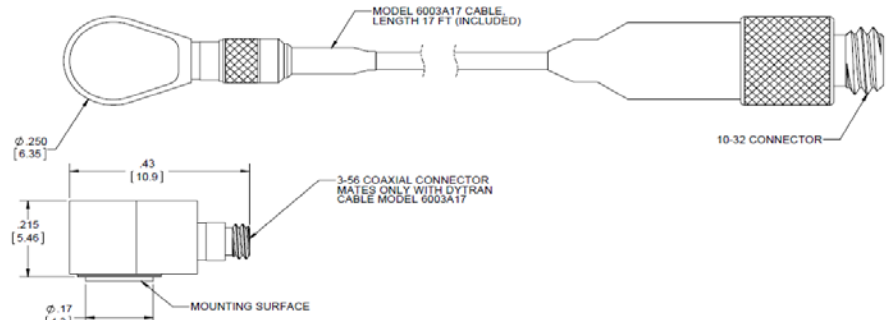 MODEL 6003A17 CABLE,
LENGTH 17 FT (INCLUDED)
Ø.250
[6.35]
10-32 CONNECTOR
.43
[10.9]
3-56 COAXIAL CONNECTOR
MATES ONLY WITH DYTRAN
CABLE MODEL 6003A17
.215
[5.46]
MOUNTING SURFACE
Ø.17